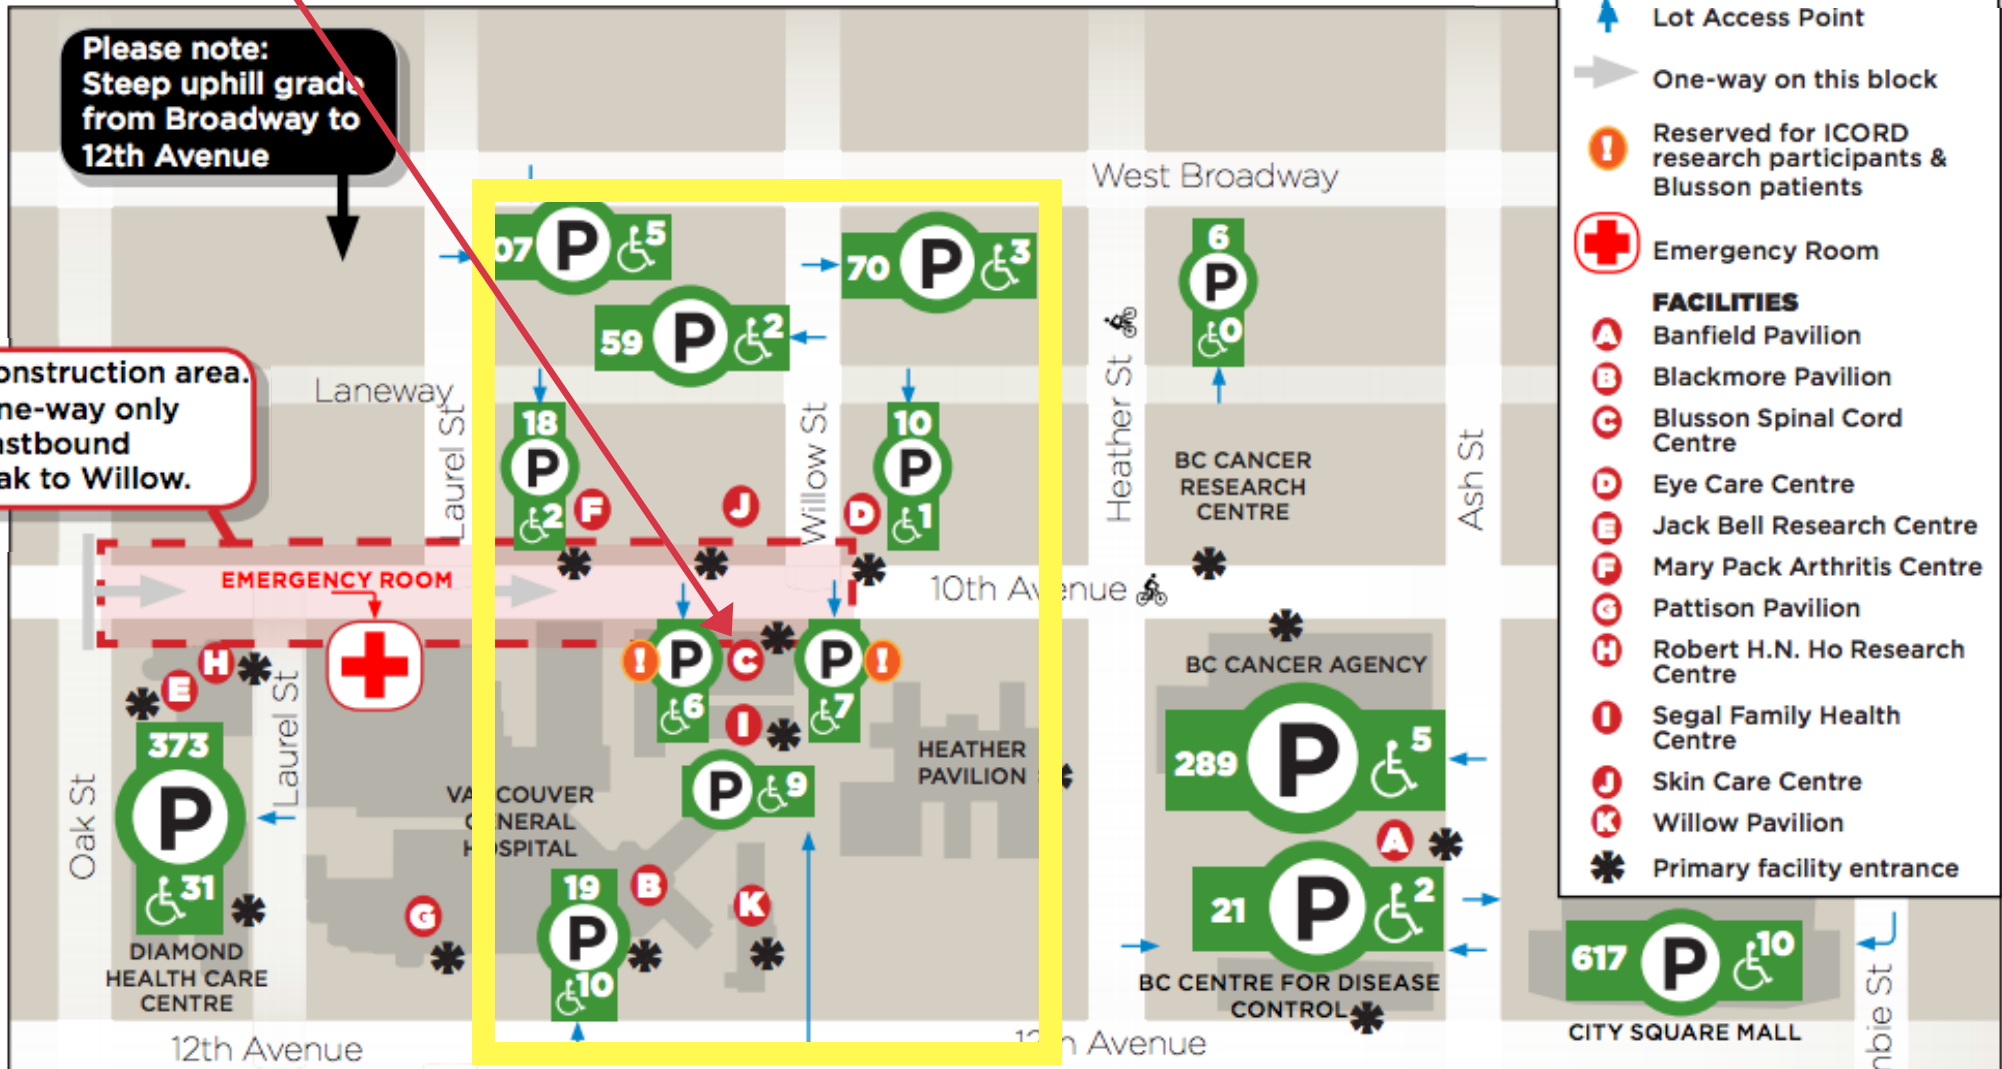 Please note:
Steep uphill grade
from Broadway to
12th Avenue
West Broadway
07 P 5
59 P 2
70 P 3
6
P
0
onstruction area.
ne-way only
astbound
ak to Willow.
Laneway
Laurel St
Willow St
Heather St
Ash St
18
P
2
F
J
D
10
P
1
BC CANCER
RESEARCH
CENTRE
EMERGENCY ROOM
10th Avenue
H
E
373
P
31
Laurel St
Oak St
DIAMOND
HEALTH CARE
CENTRE
! P
6
C
P !
7
I
P 9
VANCOUVER
GENERAL
HOSPITAL
HEATHER
PAVILION
G
19
P
10
B
K
BC CANCER AGENCY
289 P 5
A
21 P 2
BC CENTRE FOR DISEASE
CONTROL
617 P 10
CITY SQUARE MALL
mbie St
12th Avenue
12th Avenue
Lot Access Point
One-way on this block
! Reserved for ICORD
research participants &
Blusson patients
Emergency Room
FACILITIES
A Banfield Pavilion
B Blackmore Pavilion
C Blusson Spinal Cord
Centre
D Eye Care Centre
E Jack Bell Research Centre
F Mary Pack Arthritis Centre
G Pattison Pavilion
H Robert H.N. Ho Research
Centre
I Segal Family Health
Centre
J Skin Care Centre
K Willow Pavilion
Primary facility entrance